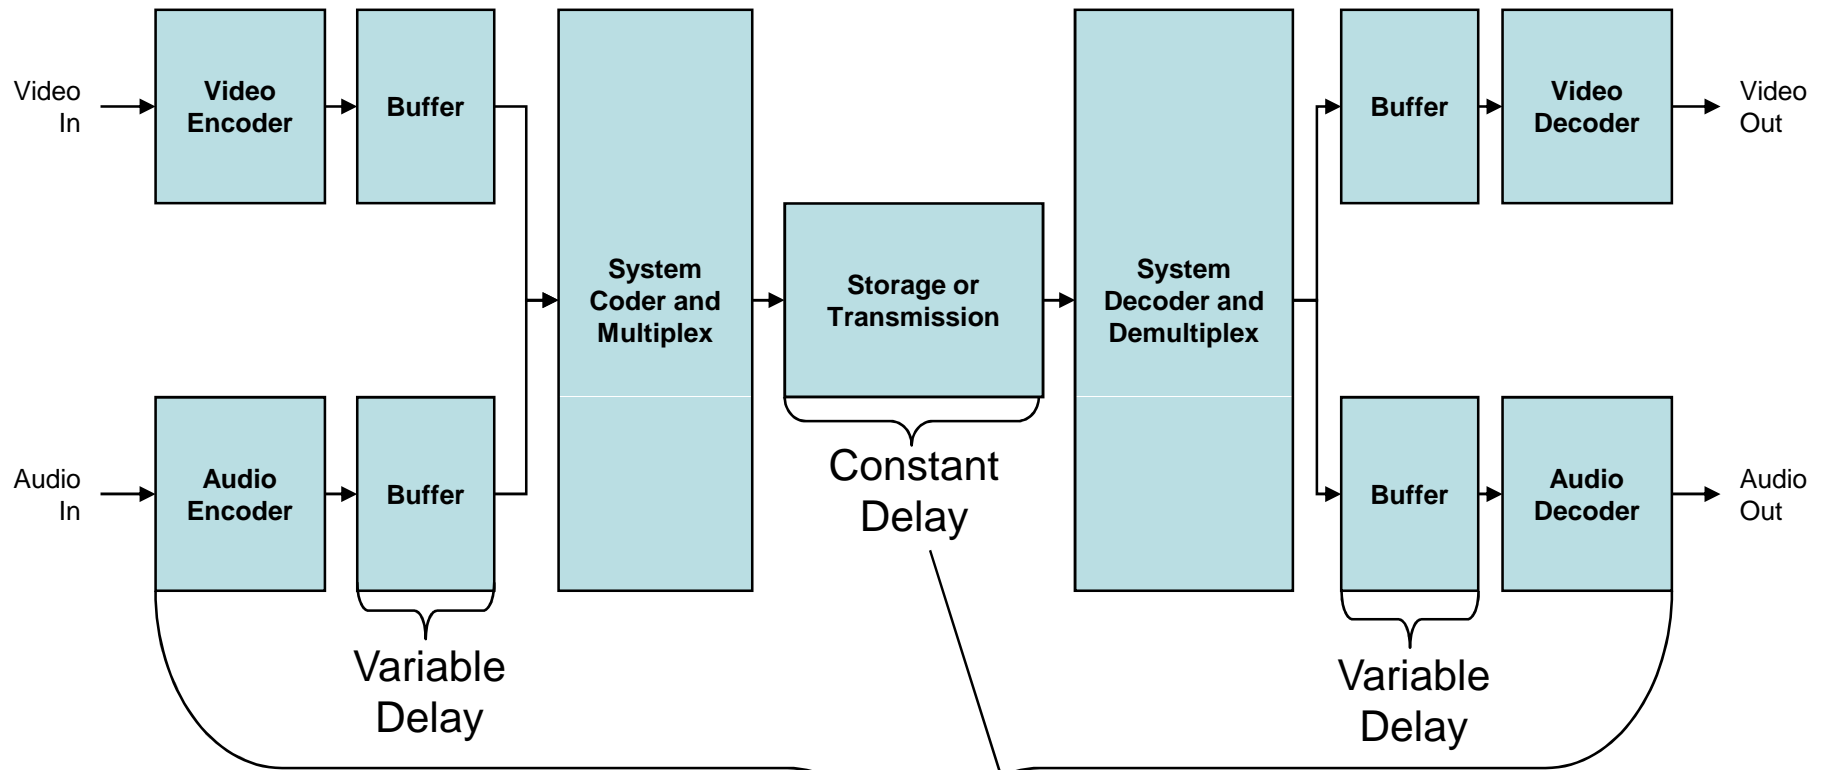 Video
In
Video
Encoder
Buffer
System
Coder and
Multiplex
Storage or
Transmission
System
Decoder and
Demultiplex
Buffer
Video
Decoder
Video
Out
Audio
In
Audio
Encoder
Buffer
Constant
Delay
Buffer
Audio
Decoder
Audio
Out
Variable
Delay
Variable
Delay